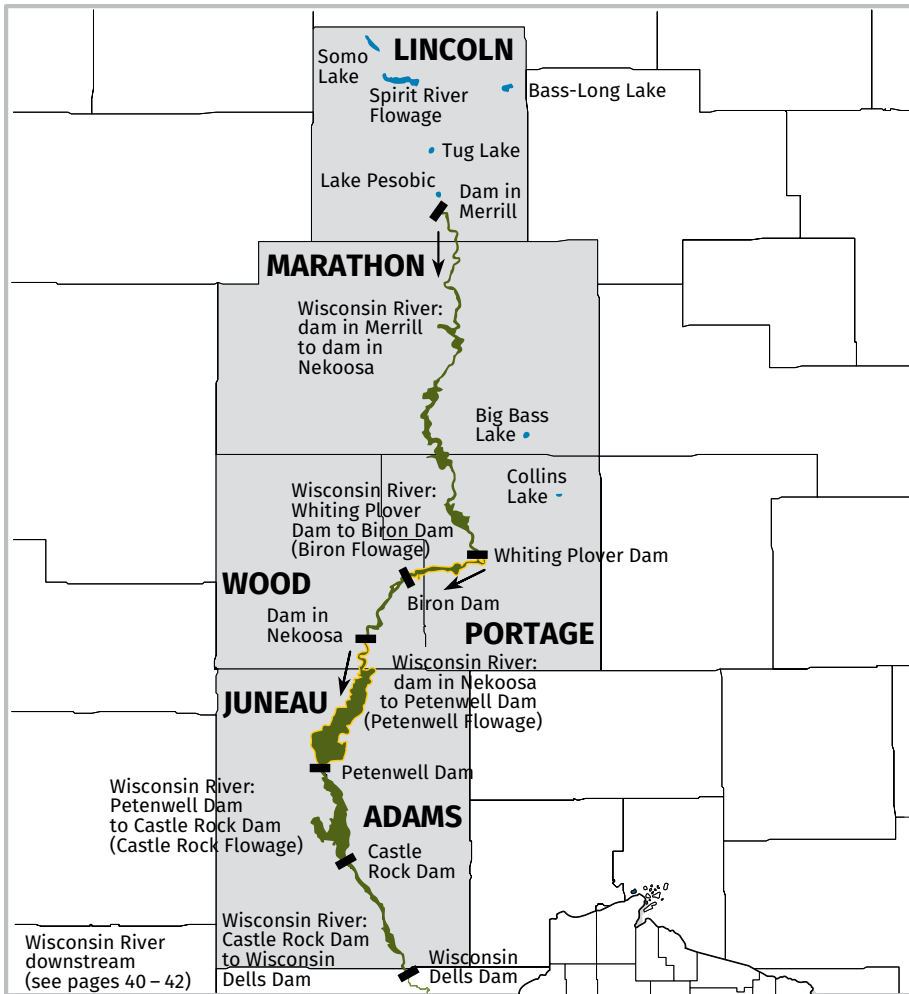 LINCOLN
Somo
Lake
Spirit River
Flowage
Bass-Long Lake
Tug Lake
Lake Pesobic
Dam in
Merrill
MARATHON
Wisconsin River:
dam in Merrill
to dam in
Nekoosa
Big Bass
Lake
Collins
Lake
Wisconsin River:
Whiting Plover
Dam to Biron Dam
(Biron Flowage)
Whiting Plover Dam
WOOD
Biron Dam
Dam in
Nekoosa
PORTAGE
Wisconsin River:
dam in Nekoosa
to Petenwell Dam
(Petenwell Flowage)
JUNEAU
Petenwell Dam
Wisconsin River:
Petenwell Dam
to Castle Rock Dam
(Castle Rock Flowage)
ADAMS
Castle
Rock Dam
Wisconsin River:
Castle Rock Dam
to Wisconsin
Dells Dam
Wisconsin
Dells Dam
Wisconsin River
downstream
(see pages 40 – 42)